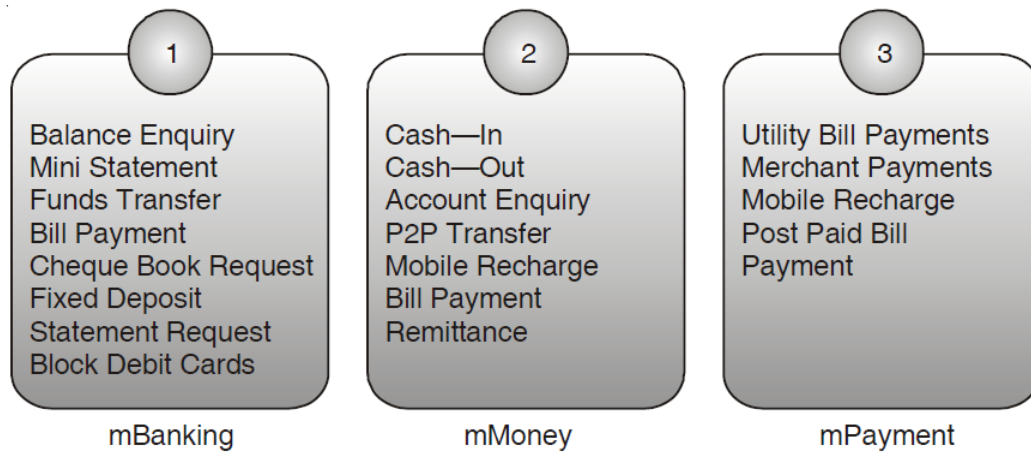 1
Balance Enquiry
Mini Statement
Funds Transfer
Bill Payment
Cheque Book Request
Fixed Deposit
Statement Request
Block Debit Cards
mBanking
2
Cash—In
Cash—Out
Account Enquiry
P2P Transfer
Mobile Recharge
Bill Payment
Remittance
mMoney
3
Utility Bill Payments
Merchant Payments
Mobile Recharge
Post Paid Bill
Payment
mPayment